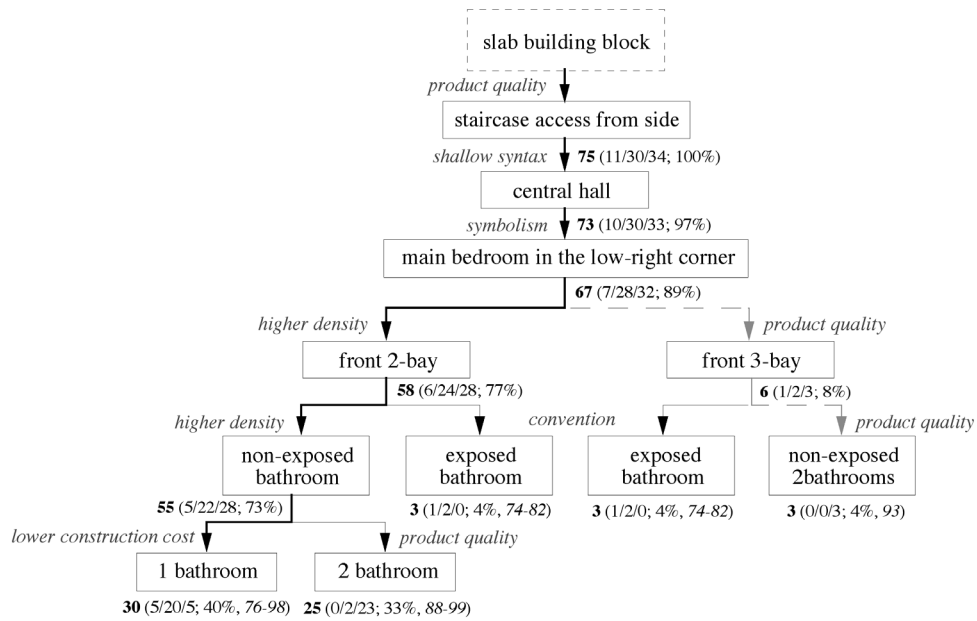 slab building block
product quality
staircase access from side
shallow syntax
75 (11/30/34; 100%)
central hall
symbolism
73 (10/30/33; 97%)
main bedroom in the low-right corner
67 (7/28/32; 89%)
higher density
product quality
front 2-bay
front 3-bay
58 (6/24/28; 77%)
6 (1/2/3; 8%)
higher density
convention
product quality
non-exposed
bathroom
exposed
bathroom
exposed
bathroom
non-exposed
2bathrooms
55 (5/22/28; 73%)
3 (1/2/0; 4%, 74-82)
3 (1/2/0; 4%, 74-82)
3 (0/0/3; 4%, 93)
lower construction cost
product quality
1 bathroom
2 bathroom
30 (5/20/5; 40%, 76-98)
25 (0/2/23; 33%, 88-99)